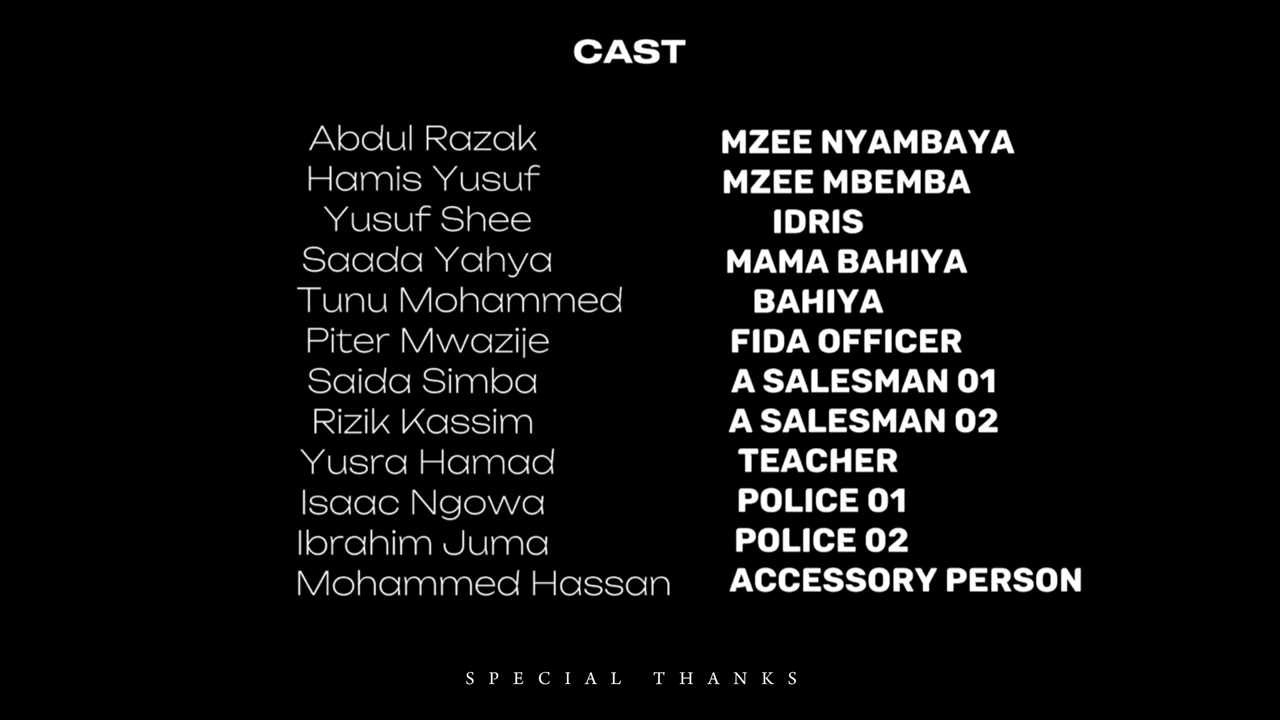 CAST
Abdul Razak MZEE NYAMBAYA
Hamis Yusuf MZEE MBEMBA
Yusuf Shee IDRIS
Saada Yahya MAMA BAHIYA
Tunu Mohammed BAHIYA
Piter Mwazije FIDA OFFICER
Saida Simba A SALESMAN 01
Rizik Kassim A SALESMAN 02
Yusra Hamad TEACHER
Isaac Ngowa POLICE 01
Ibrahim Juma POLICE 02
Mohammed Hassan ACCESSORY PERSON
SPECIAL THANKS